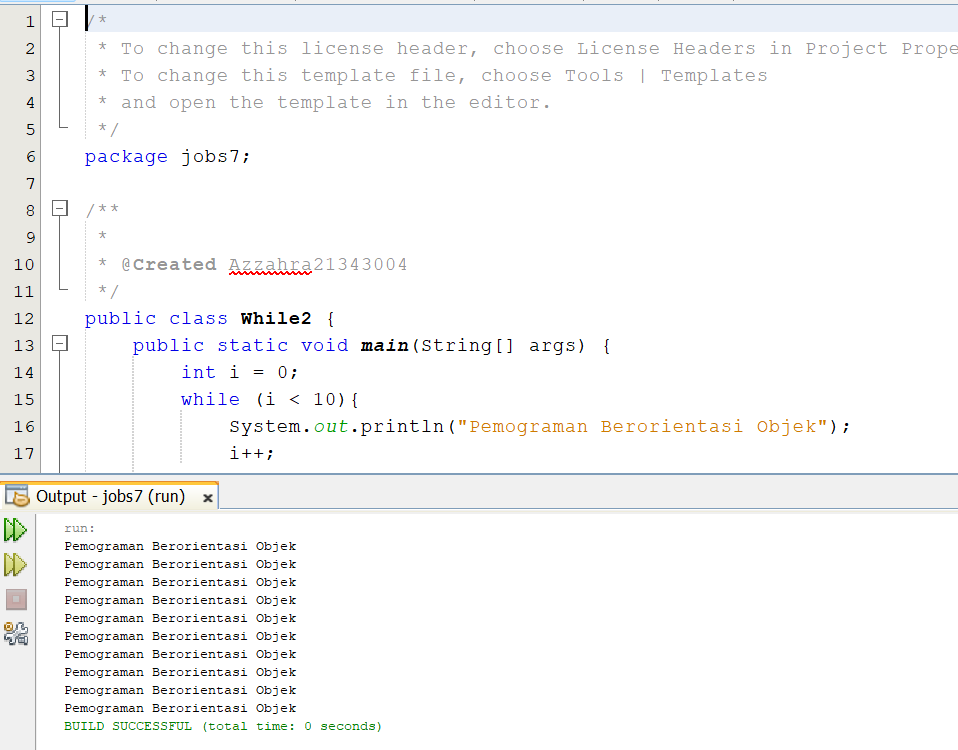 1 /*
2 * To change this license header, choose License Headers in Project Prope
3 * To change this template file, choose Tools | Templates
4 * and open the template in the editor.
5 */
6 package jobs7;
7
8 /**
9 *
10 * @Created Azzahra21343004
11 */
12 public class While2 {
13 public static void main(String[] args) {
14 int i = 0;
15 while (i < 10){
16 System.out.println("Pemograman Berorientasi Objek");
17 i++;
Output - jobs7 (run) x
run:
Pemograman Berorientasi Objek
Pemograman Berorientasi Objek
Pemograman Berorientasi Objek
Pemograman Berorientasi Objek
Pemograman Berorientasi Objek
Pemograman Berorientasi Objek
Pemograman Berorientasi Objek
Pemograman Berorientasi Objek
Pemograman Berorientasi Objek
Pemograman Berorientasi Objek
BUILD SUCCESSFUL (total time: 0 seconds)